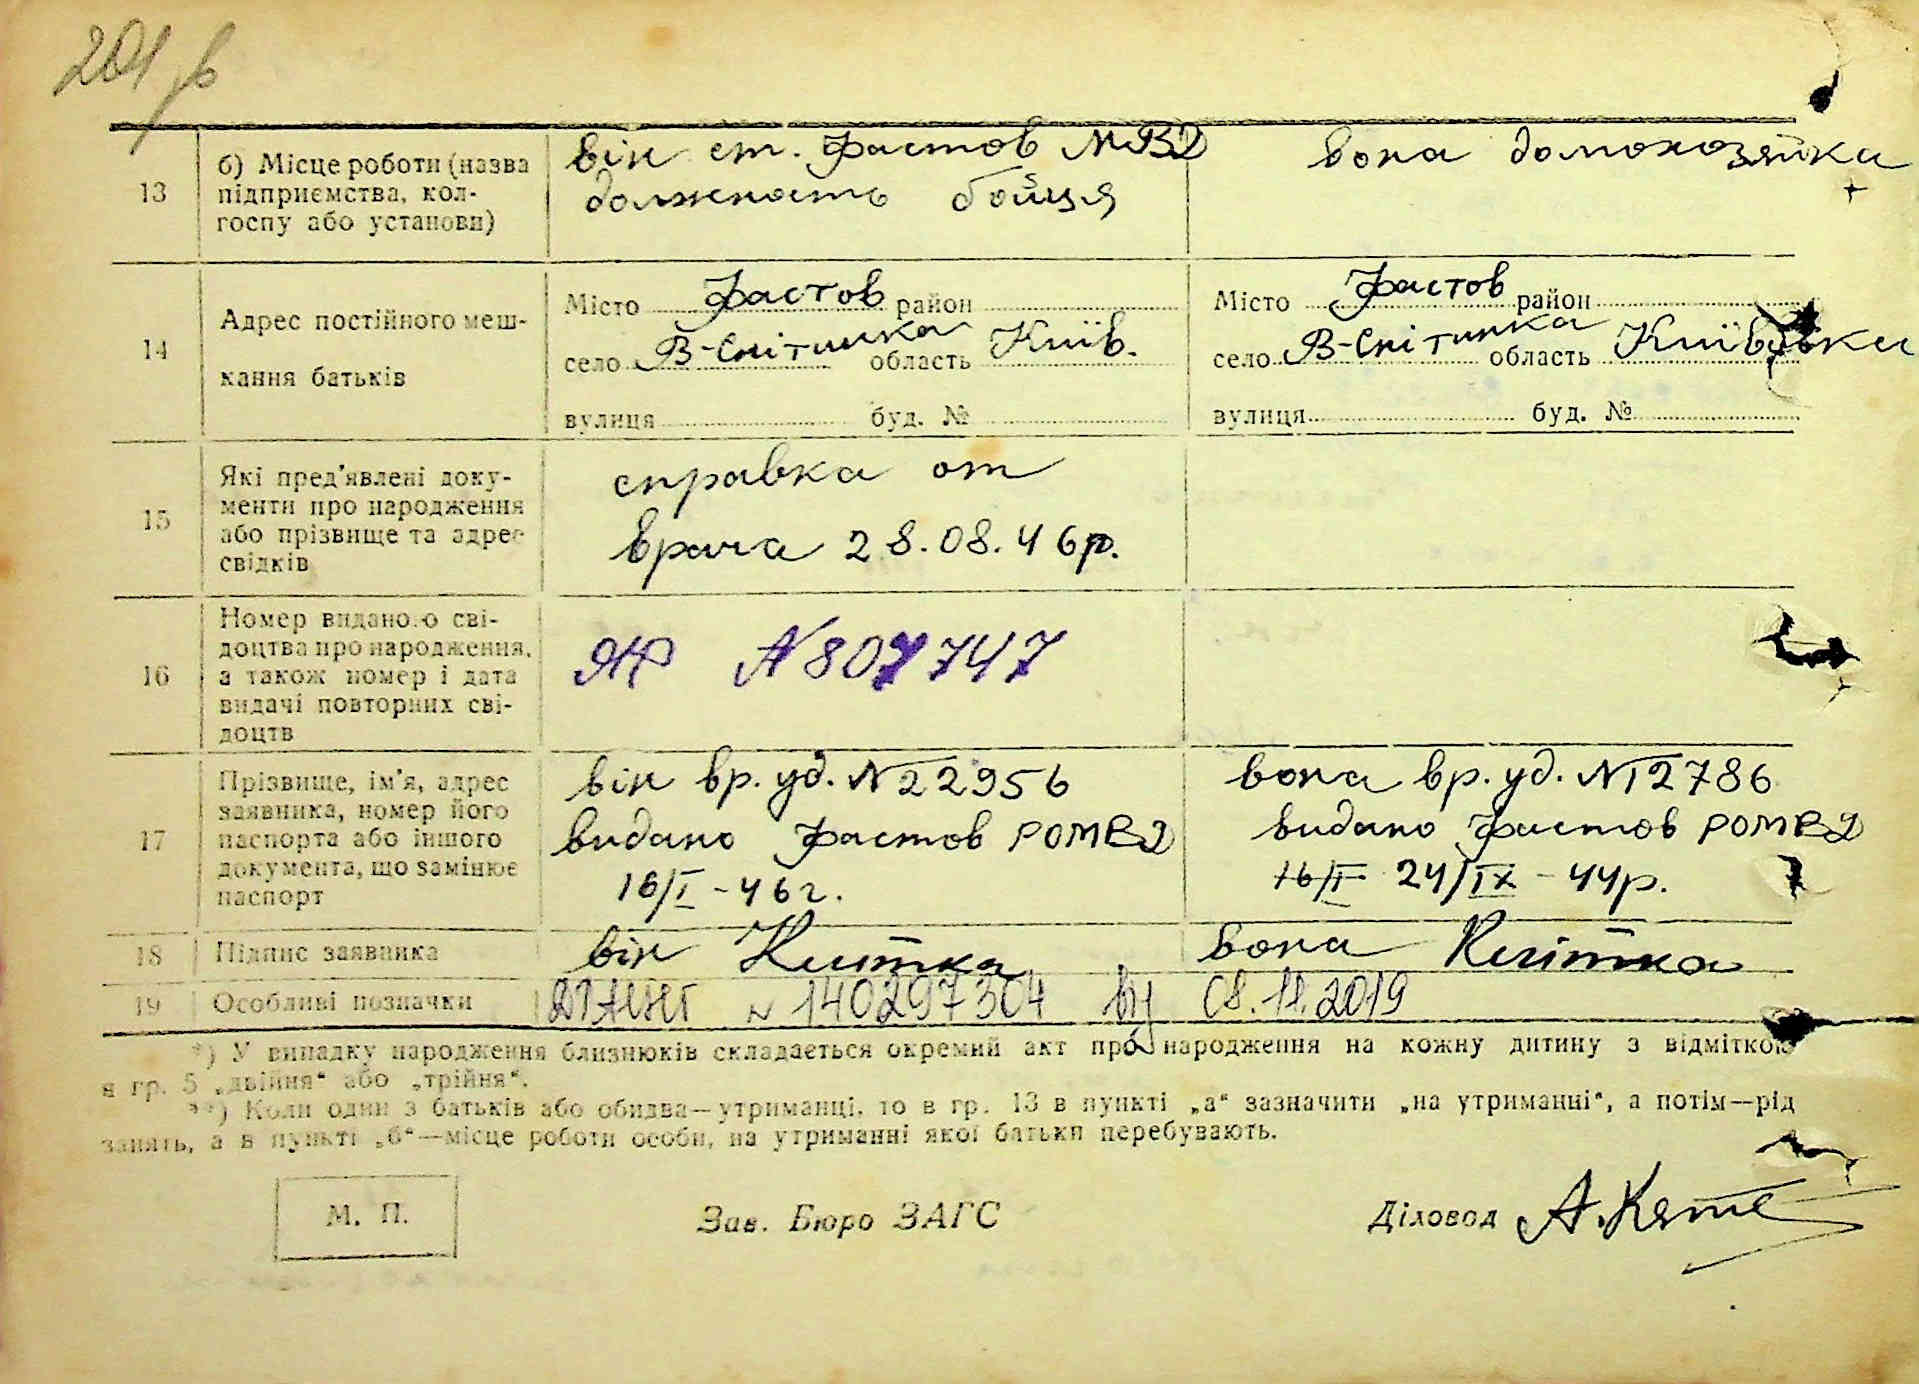 201 зв
13
б) Місце роботи (назва
підприємства, кол-
госпу або установи)
він ст. Фастов МВД
должность бойця
вона домохозяйка
14
Адрес постійного меш-
кання батьків
Місто Фастов район
село В-Снітинка область Київ.
вулиця буд. №
Місто Фастов район
село В-Снітинка область Київвка
вулиця буд. №
15
Які пред'явлені доку-
менти про народження
або прізвище та адрес
свідків
справка от
врача 28.08.46р.
16
Номер виданого сві-
доцтва про народження,
а також номер і дата
видачі повторних сві-
доцтв
ЯФ N 807747
17
Прізвище, ім'я, адрес
заявника, номер його
паспорта або іншого
документа, що замінює
паспорт
він вр. уд. N 22956
видано Фастов РОМВД
16/I - 46г.
вона вр. уд. N 12786
видано Фастов РОМВД
16/I 24/IX - 44р.
18
Підпис заявника
він
вона
19
Особливі позначки
N 140297304 від 08.11.2019
*) У випадку народження близнюків складається окремий акт про народження на кожну дитину з відміткою
в гр. 5 „двійня“ або „трійня“.
**) Коли один з батьків або обидва—утриманці, то в гр. 13 в пункті „а“ зазначити „на утриманні“, а потім—рід
занять, а в пункті „б“—місце роботи особи, на утриманні якої батьки перебувають.
М. П.
Зав. Бюро ЗАГС
Діловод